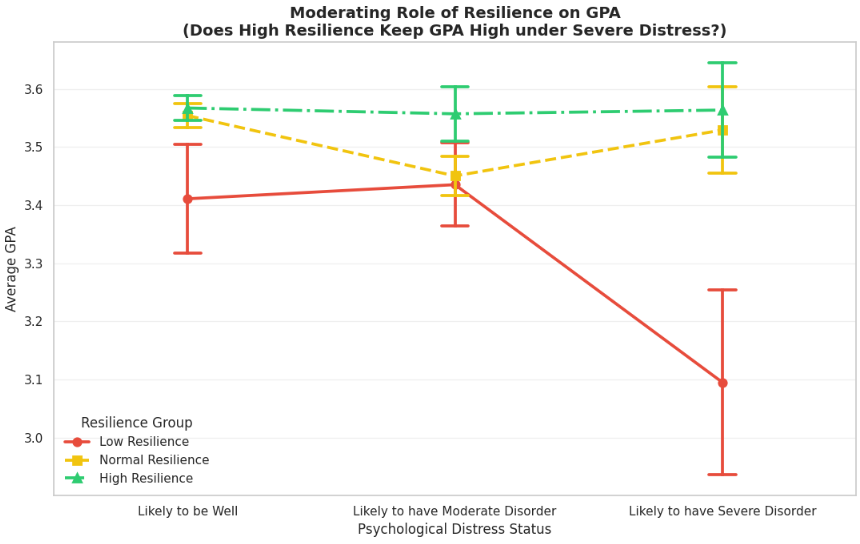 Moderating Role of Resilience on GPA
(Does High Resilience Keep GPA High under Severe Distress?)
Average GPA
3.6
3.5
3.4
3.3
3.2
3.1
3.0
Resilience Group
Low Resilience
Normal Resilience
High Resilience
Likely to be Well
Likely to have Moderate Disorder
Likely to have Severe Disorder
Psychological Distress Status